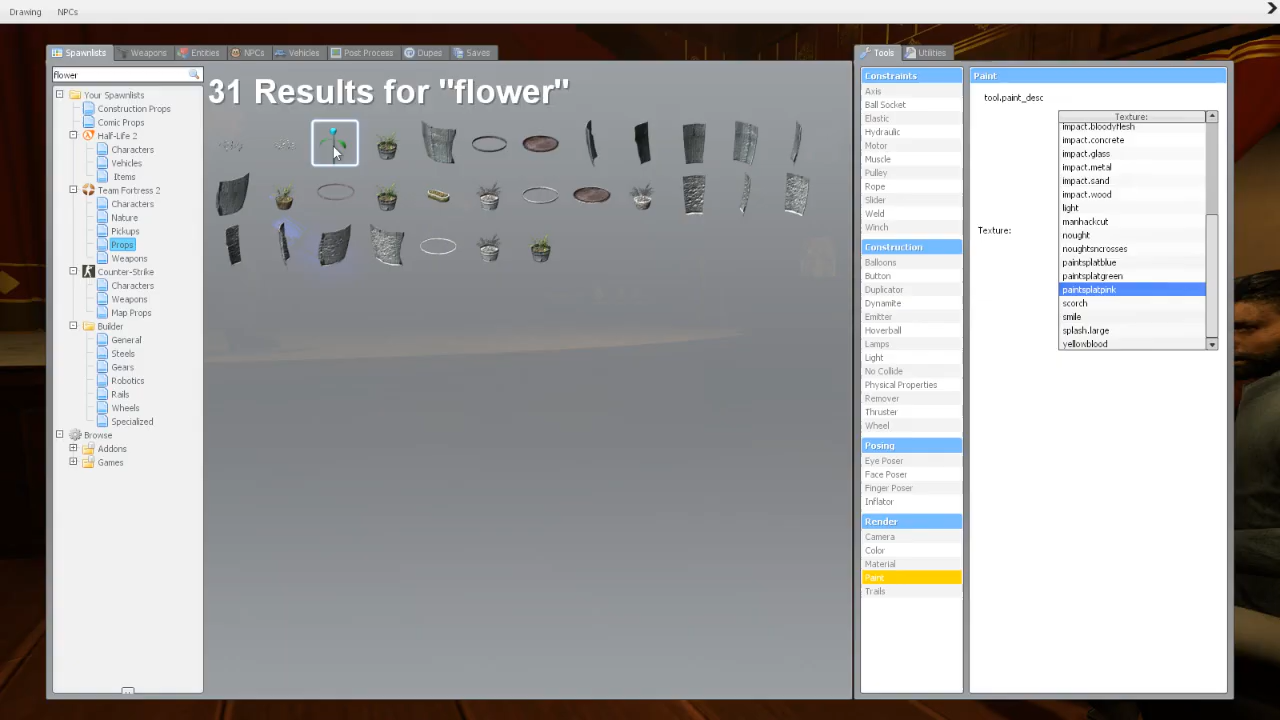 Drawing NPCs
Spawnlists Weapons Entities NPCs Vehicles Post Process Dupes Saves
flower
31 Results for "flower"
Your Spawnlists
Construction Props
Comic Props
Half-Life 2
Characters
Vehicles
Items
Team Fortress 2
Characters
Nature
Pickups
Props
Weapons
Counter-Strike
Characters
Weapons
Map Props
Builder
General
Steels
Gears
Robotics
Rails
Wheels
Specialized
Browse
Addons
Games
Tools Utilities
Constraints
Axis
Ball Socket
Elastic
Hydraulic
Motor
Muscle
Pulley
Rope
Slider
Weld
Winch
Construction
Balloons
Button
Duplicator
Dynamite
Emitter
Hoverball
Lamps
Light
No Collide
Physical Properties
Remover
Thruster
Wheel
Posing
Eye Poser
Face Poser
Finger Poser
Inflator
Render
Camera
Color
Material
Paint
Trails
Paint
tool.paint_desc
Texture:
Texture:
impact.bloodyflesh
impact.concrete
impact.glass
impact.metal
impact.sand
impact.wood
light
manhackcut
nought
noughtsncrosses
paintsplatblue
paintsplatgreen
paintsplatpink
scorch
smile
splash.large
yellowblood